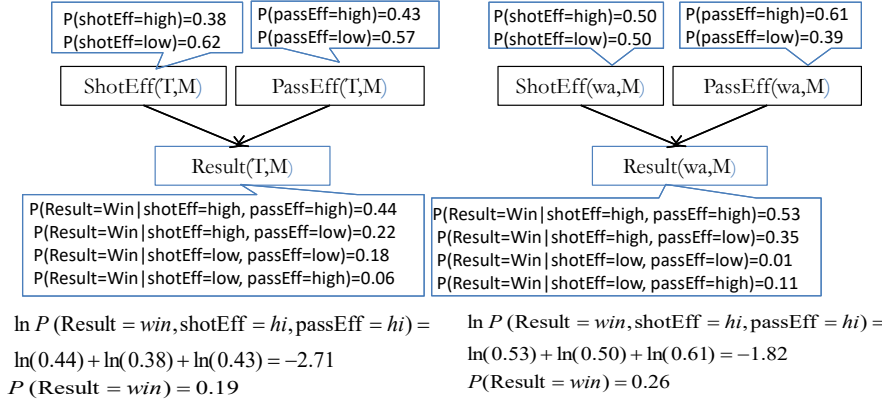 P(shotEff=high)=0.38
P(shotEff=low)=0.62
P(passEff=high)=0.43
P(passEff=low)=0.57
ShotEff(T,M)
PassEff(T,M)
Result(T,M)
P(Result=Win|shotEff=high, passEff=high)=0.44
P(Result=Win|shotEff=high, passEff=low)=0.22
P(Result=Win|shotEff=low, passEff=low)=0.18
P(Result=Win|shotEff=low, passEff=high)=0.06
ln P (Result = win, shotEff = hi, passEff = hi) =
ln(0.44) + ln(0.38) + ln(0.43) = −2.71
P (Result = win) = 0.19
P(shotEff=high)=0.50
P(shotEff=low)=0.50
P(passEff=high)=0.61
P(passEff=low)=0.39
ShotEff(wa,M)
PassEff(wa,M)
Result(wa,M)
P(Result=Win|shotEff=high, passEff=high)=0.53
P(Result=Win|shotEff=high, passEff=low)=0.35
P(Result=Win|shotEff=low, passEff=low)=0.01
P(Result=Win|shotEff=low, passEff=high)=0.11
ln P (Result = win, shotEff = hi, passEff = hi) =
ln(0.53) + ln(0.50) + ln(0.61) = −1.82
P(Result = win) = 0.26